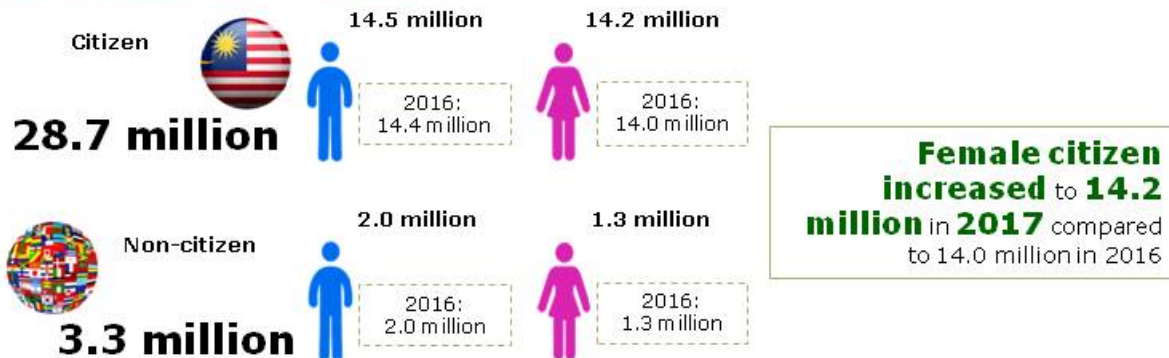 Citizen
28.7 million
14.5 million
2016:
14.4 million
14.2 million
2016:
14.0 million
Non-citizen
3.3 million
2.0 million
2016:
2.0 million
1.3 million
2016:
1.3 million
Female citizen
increased to 14.2
million in 2017 compared
to 14.0 million in 2016